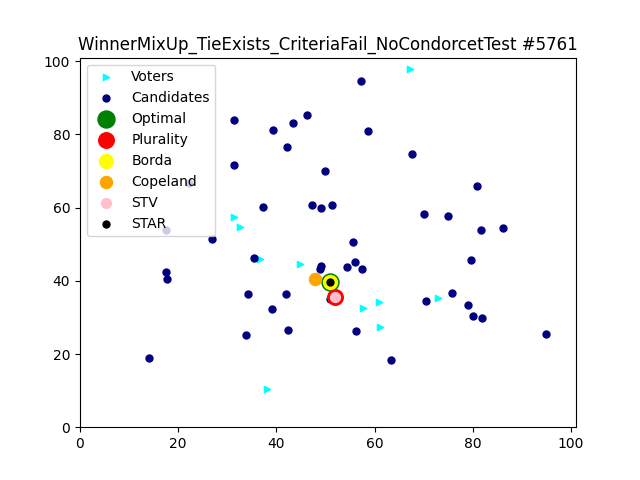 WinnerMixUp_TieExists_CriteriaFail_NoCondorcetTest #5761
100
80
60
40
20
0
Voters
Candidates
Optimal
Plurality
Borda
Copeland
STV
STAR
0 20 40 60 80 100